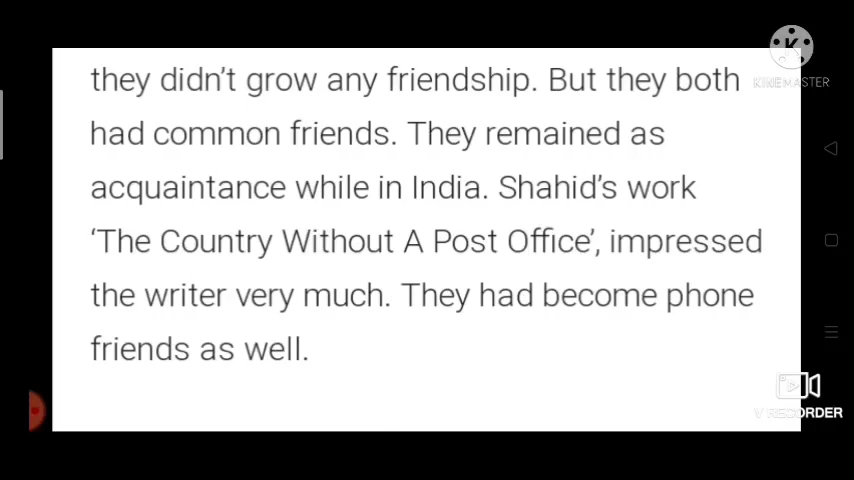 they didn’t grow any friendship. But they both
had common friends. They remained as
acquaintance while in India. Shahid’s work
‘The Country Without A Post Office’, impressed
the writer very much. They had become phone
friends as well.
KINEMASTER
V RECORDER